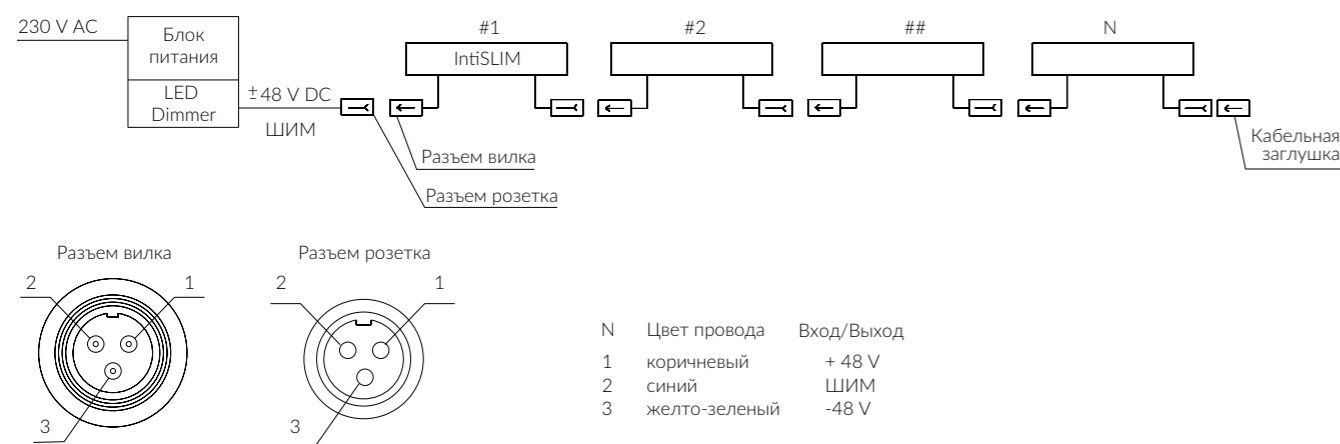 230 V AC
Блок
питания
LED
Dimmer
±48 V DC
ШИМ
#1
IntiSLIM
#2
##
N
Разъем вилка
Разъем розетка
Кабельная
заглушка
Разъем вилка
2
1
3
Разъем розетка
2
1
3
N Цвет провода Вход/Выход
1 коричневый + 48 V
2 синий ШИМ
3 желто-зеленый -48 V